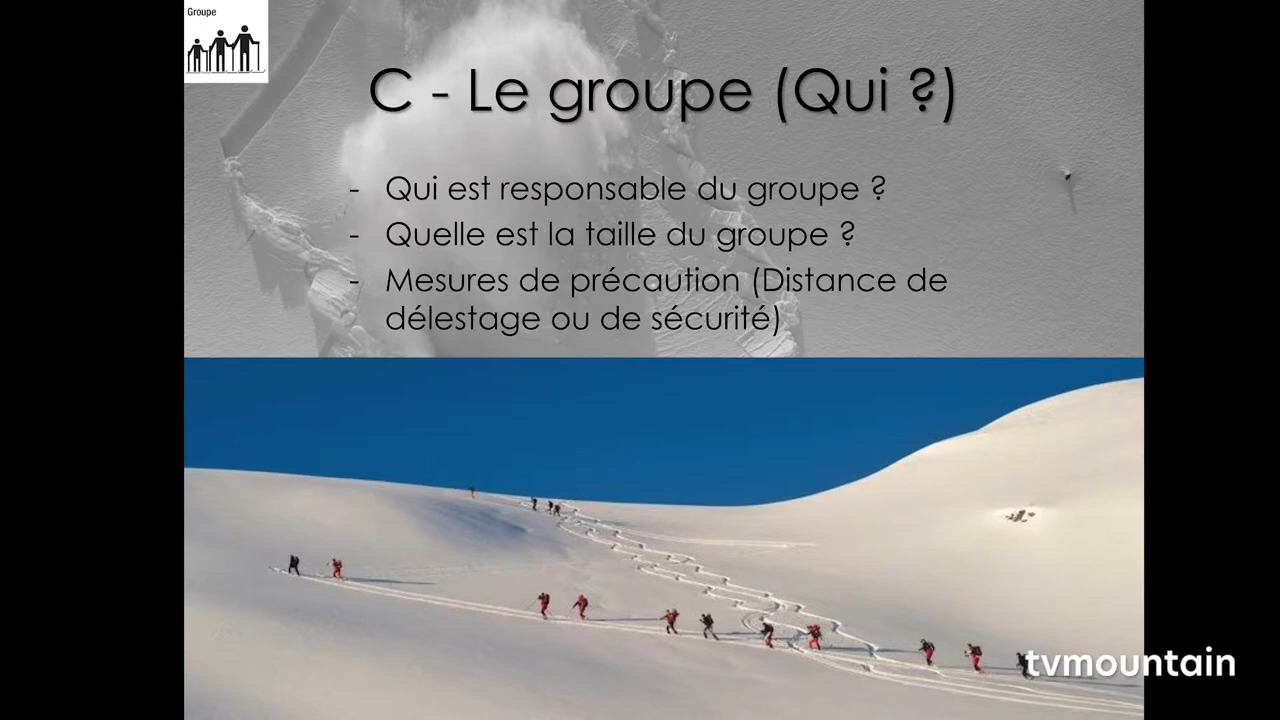 Groupe
C - Le groupe (Qui ?)
- Qui est responsable du groupe ?
- Quelle est la taille du groupe ?
- Mesures de précaution (Distance de
délestage ou de sécurité)
tvmountain